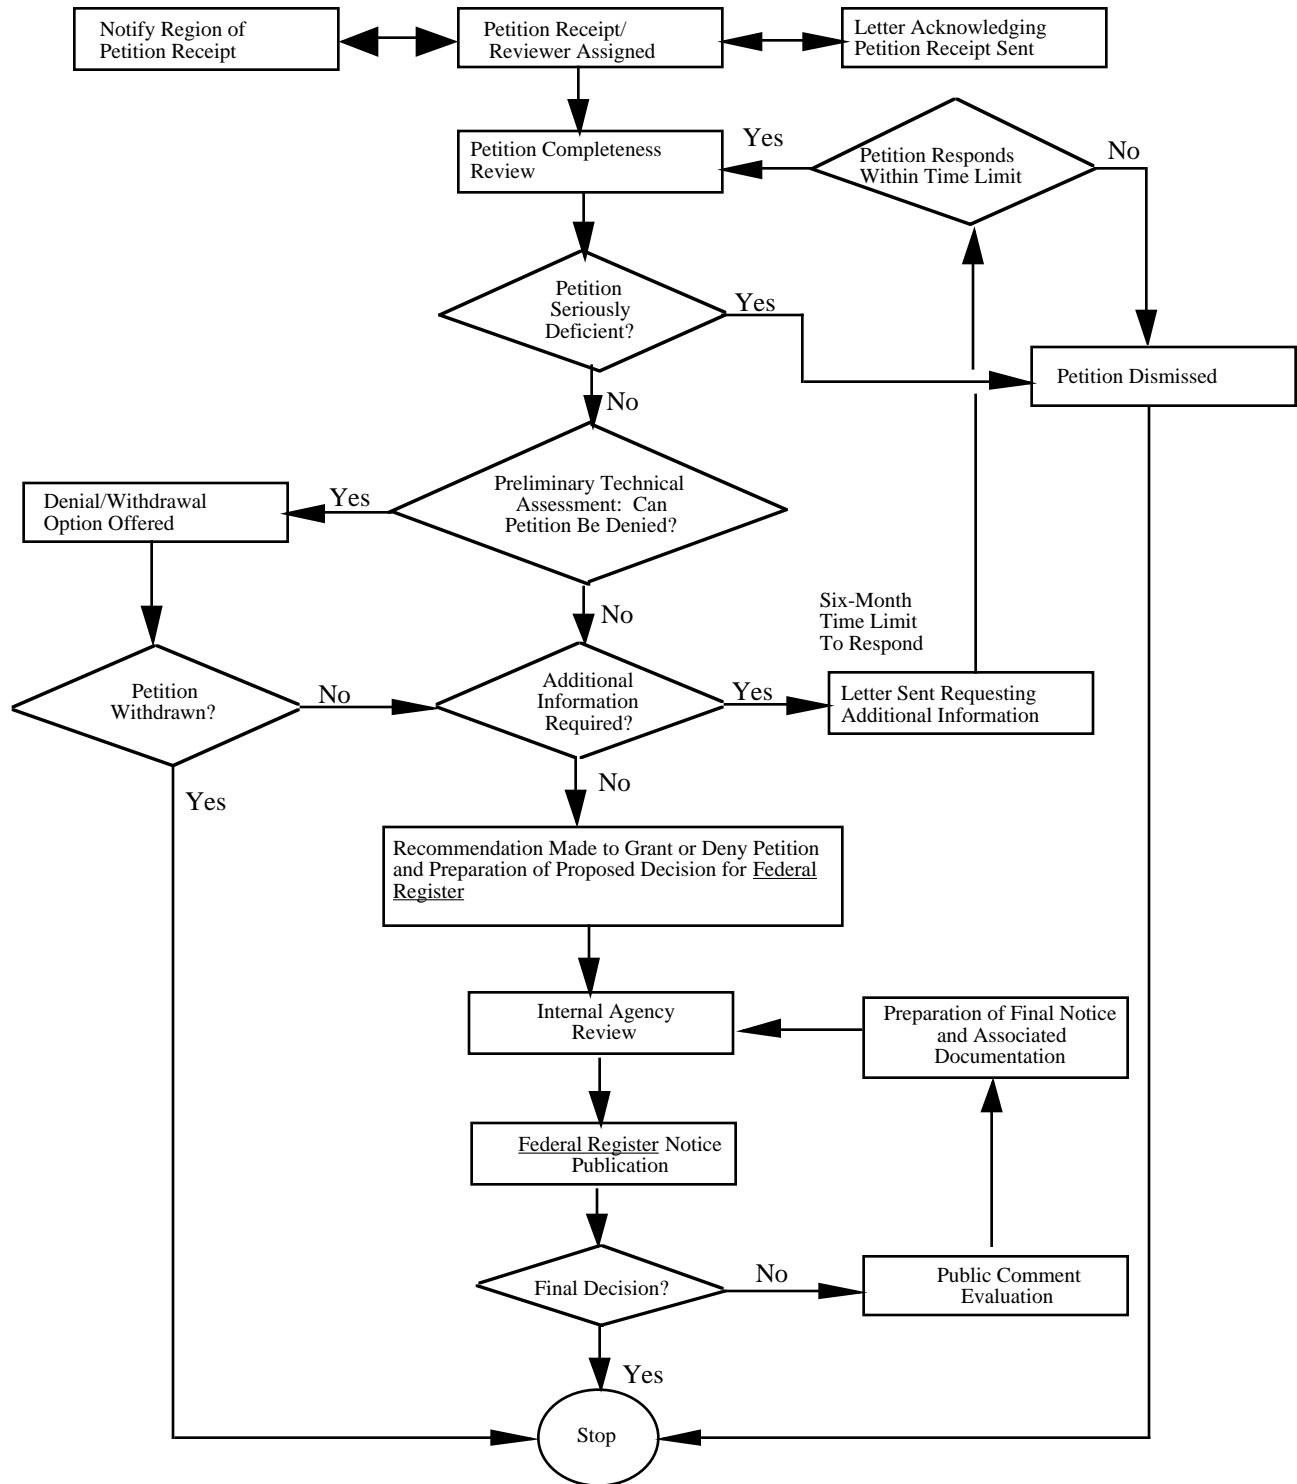 Notify Region of
Petition Receipt
Petition Receipt/
Reviewer Assigned
Letter Acknowledging
Petition Receipt Sent
Petition Completeness
Review
Yes
Petition Responds
Within Time Limit
No
Petition
Seriously
Deficient?
Yes
Petition Dismissed
No
Preliminary Technical
Assessment: Can
Petition Be Denied?
Yes
Denial/Withdrawal
Option Offered
No
Six-Month
Time Limit
To Respond
Petition
Withdrawn?
No
Additional
Information
Required?
Yes
Letter Sent Requesting
Additional Information
Yes
No
Recommendation Made to Grant or Deny Petition
and Preparation of Proposed Decision for Federal
Register
Internal Agency
Review
Preparation of Final Notice
and Associated
Documentation
Federal Register Notice
Publication
Final Decision?
No
Public Comment
Evaluation
Yes
Stop